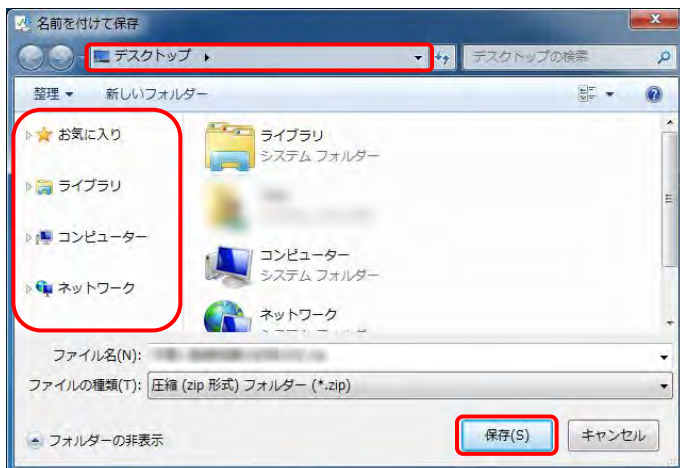 名前を付けて保存
デスクトップ
デスクトップの検索
整理
新しいフォルダー
お気に入り
ライブラリ
コンピューター
ネットワーク
ライブラリ
システム フォルダー
コンピューター
システム フォルダー
ネットワーク
ファイル名(N):
ファイルの種類(T): 圧縮 (zip 形式) フォルダー (*.zip)
フォルダーの非表示
保存(S)
キャンセル